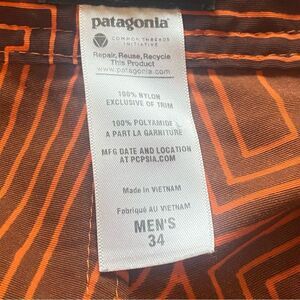 patagonia
COMMON THREADS
INITIATIVE
Repair, Reuse, Recycle
This Product
www.patagonia.com
100% NYLON
EXCLUSIVE OF TRIM
100% POLYAMIDE
A PART LA GARNITURE
MFG DATE AND LOCATION
AT PCPSIA.COM
Made in VIETNAM
Fabriqué AU VIETNAM
MEN'S
34